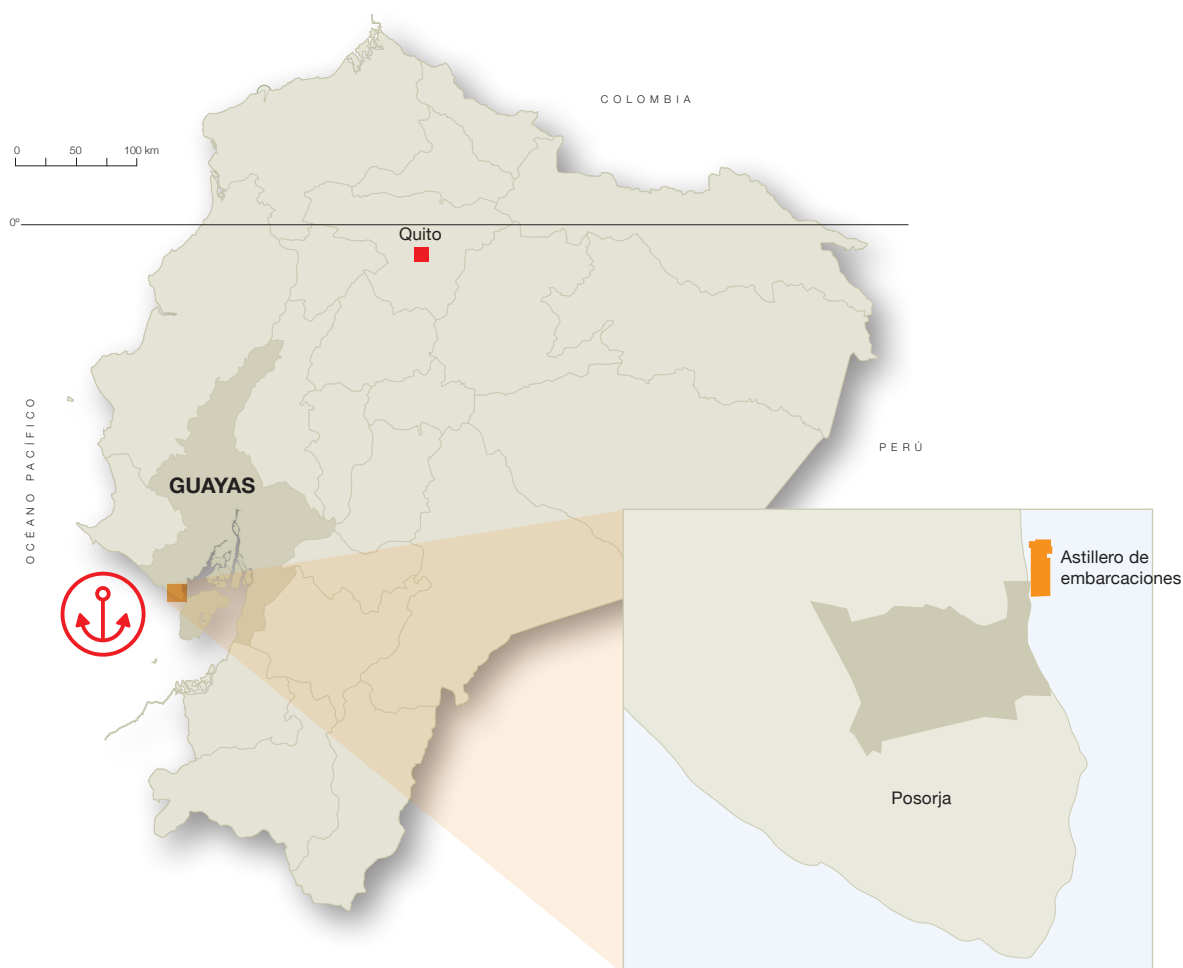 COLOMBIA
0 50 100 km
0º
Quito
OCÉANO PACÍFICO
PERÚ
GUAYAS
Astillero de
embarcaciones
Posorja